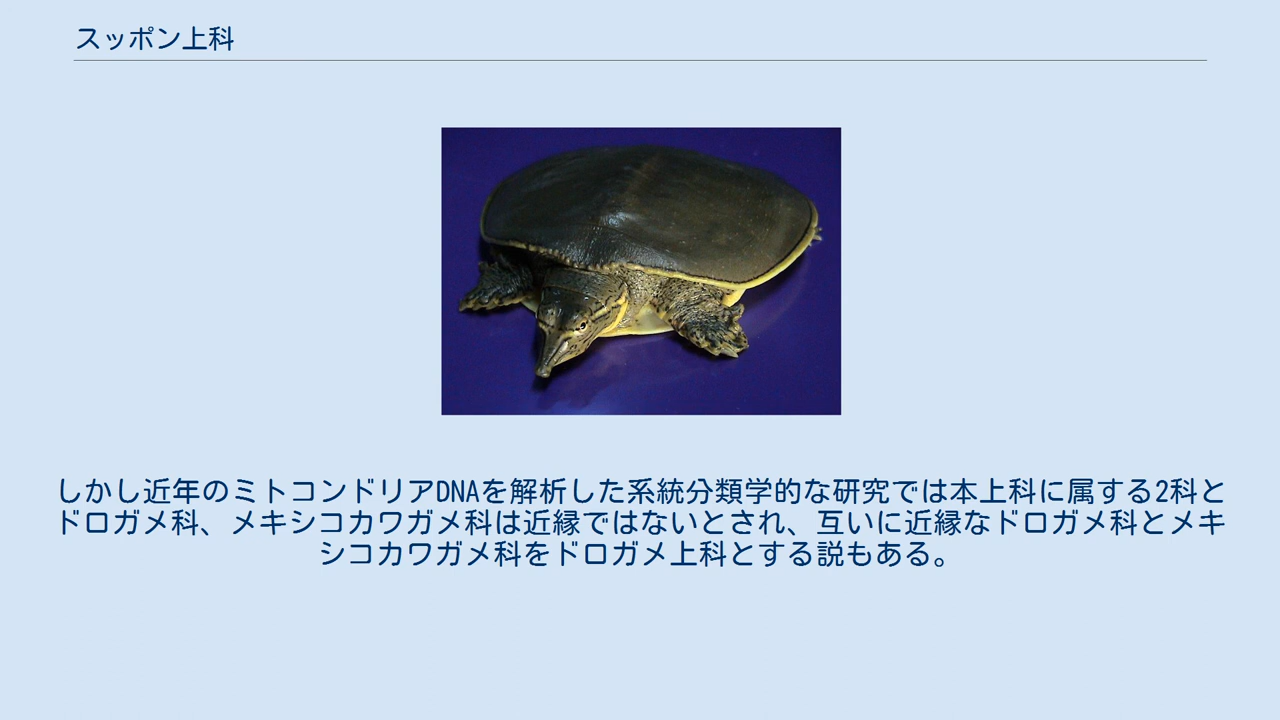 スッポン上科
しかし近年のミトコンドリアDNAを解析した系統分類学的な研究では本上科に属する2科と
ドロガメ科、メキシコカワガメ科は近縁ではないとされ、互いに近縁なドロガメ科とメキ
シコカワガメ科をドロガメ上科とする説もある。